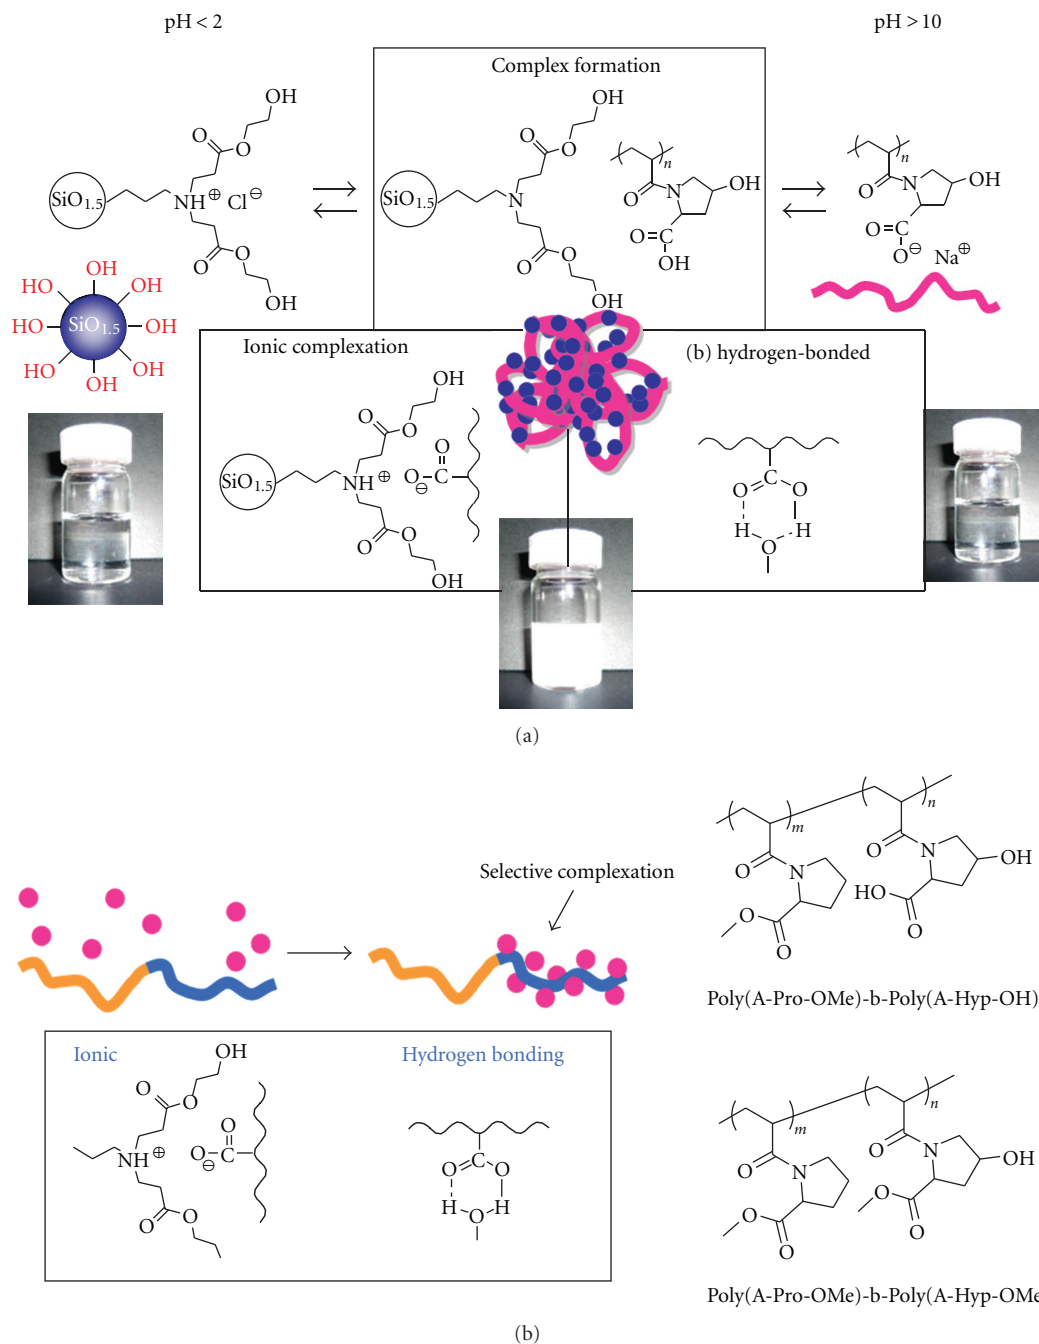 pH < 2
pH > 10
Complex formation
OH
O
O
SiO1.5
NH⊕ Cl⊖
O
O
OH
OH
O
O
SiO1.5
N
O
O
OH
n
O
N
OH
O=C
OH
n
O
N
OH
O=C
O⊖
Na⊕
OH
HO OH
HO SiO1.5 OH
HO OH
OH
Ionic complexation
OH
O
O
SiO1.5
NH⊕
O
C
O⊖
O
O
OH
(b) hydrogen-bonded
O C O
H H
O
(a)
Selective complexation
m
n
O
N
O
O
O
N
OH
HO
O
Poly(A-Pro-OMe)-b-Poly(A-Hyp-OH)
Ionic
OH
O
O
NH⊕
O
C
O⊖
O
O
Hydrogen bonding
O C O
H H
O
m
n
O
N
O
O
O
N
OH
O
O
Poly(A-Pro-OMe)-b-Poly(A-Hyp-OMe
(b)